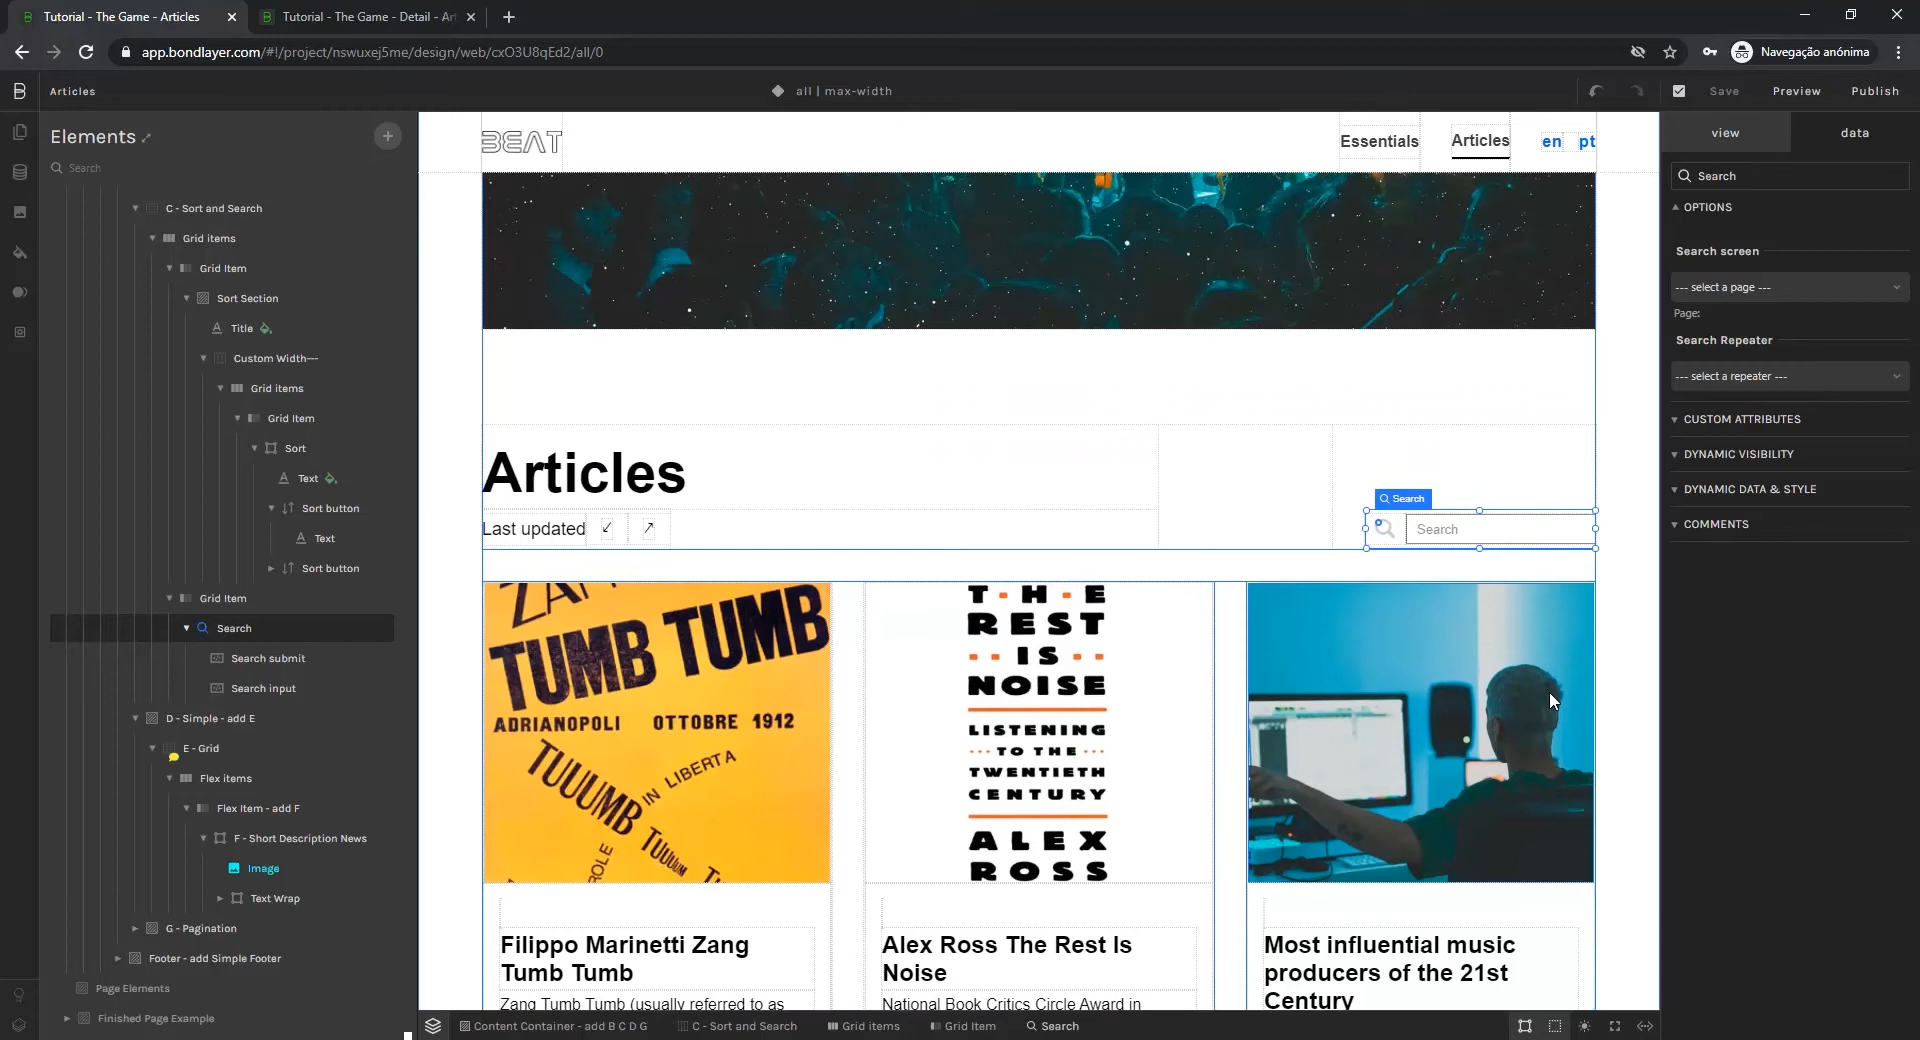 Tutorial - The Game - Articles
Tutorial - The Game - Detail - Ar
app.bondlayer.com/#!/project/nswuxej5me/design/web/cxO3U8qEd2/all/0
Navegação anónima
Articles
all | max-width
Save
Preview
Publish
Elements
Search
C - Sort and Search
Grid items
Grid Item
Sort Section
Title
Custom Width---
Grid items
Grid Item
Sort
Text
Sort button
Text
Sort button
Grid Item
Search
Search submit
Search input
D - Simple - add E
E - Grid
Flex items
Flex Item - add F
F - Short Description News
Image
Text Wrap
G - Pagination
Footer - add Simple Footer
Page Elements
Finished Page Example
BEAT
Essentials
Articles
en
pt
Articles
Last updated
Search
Search
ZAN
TUMB TUMB
ADRIANOPOLI OTTOBRE 1912
TUUUMB
IN LIBERTA
TUUUUM
ROLE
T·H·E
REST
IS
NOISE
LISTENING
TO THE
TWENTIETH
CENTURY
ALEX
ROSS
Filippo Marinetti Zang
Tumb Tumb
Zang Tumb Tumb (usually referred to as
Alex Ross The Rest Is
Noise
National Book Critics Circle Award in
Most influential music
producers of the 21st
Century
Content Container - add B C D G
C - Sort and Search
Grid items
Grid Item
Search
view
data
Search
OPTIONS
Search screen
--- select a page ---
Page:
Search Repeater
--- select a repeater ---
CUSTOM ATTRIBUTES
DYNAMIC VISIBILITY
DYNAMIC DATA & STYLE
COMMENTS